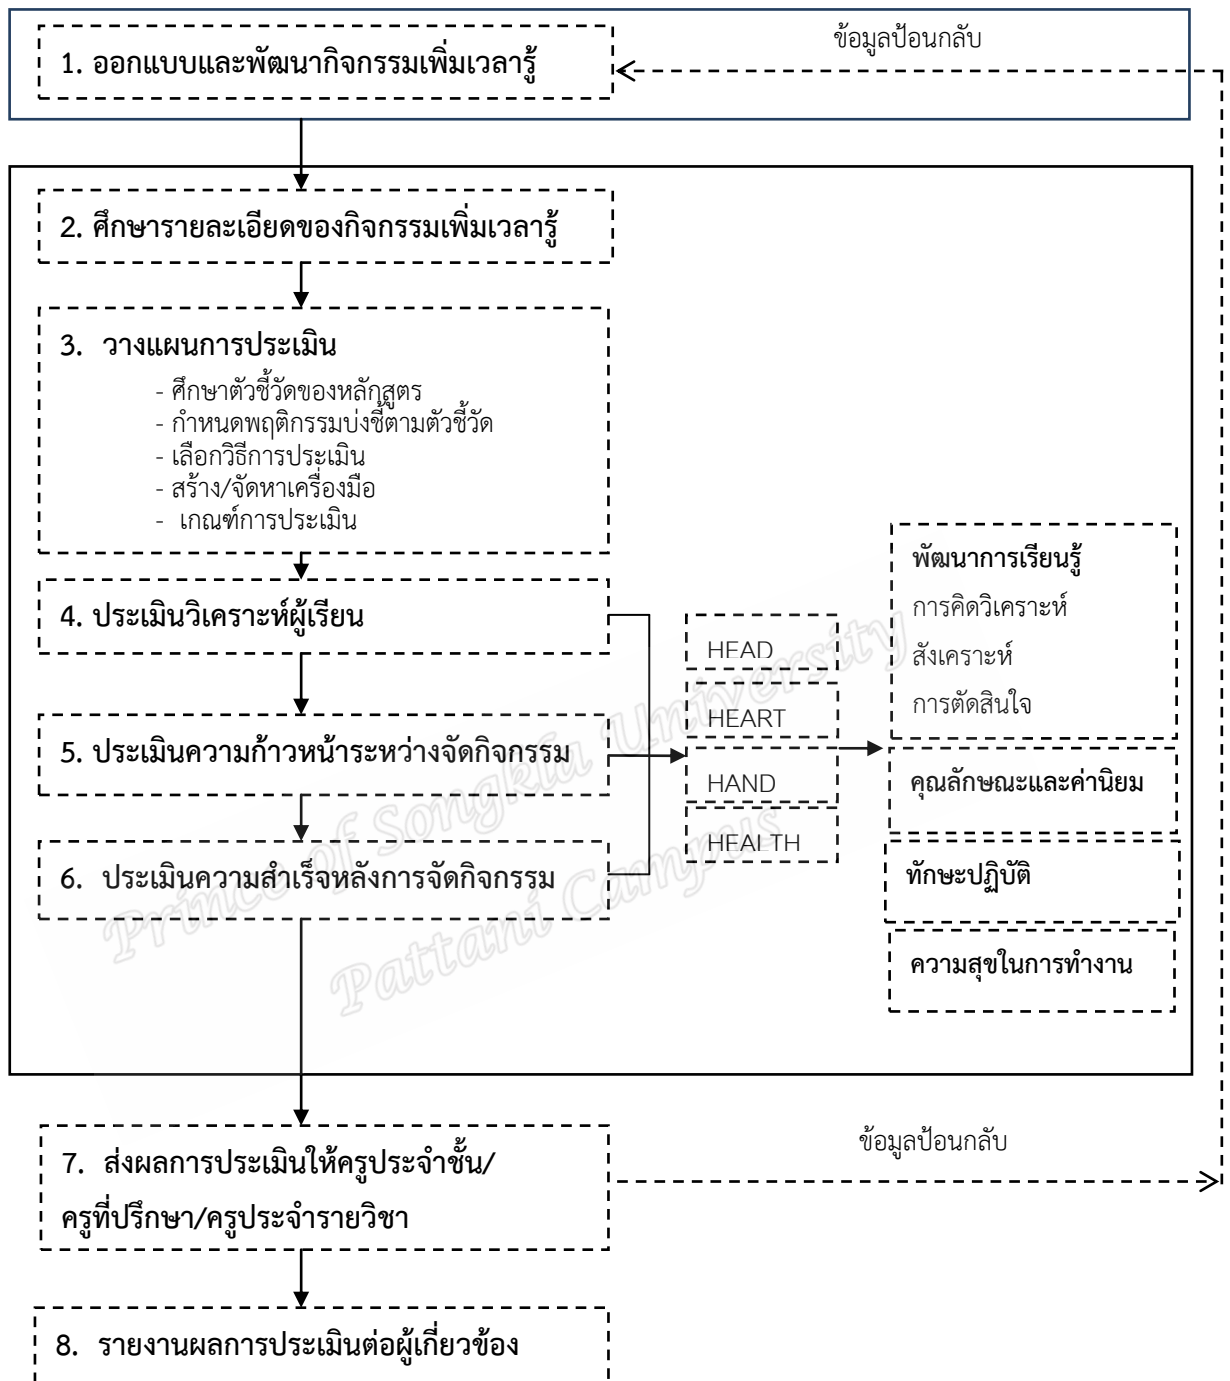 ข้อมูลป้อนกลับ
1. ออกแบบและพัฒนากิจกรรมเพิ่มเวลารู้
2. ศึกษารายละเอียดของกิจกรรมเพิ่มเวลารู้
3. วางแผนการประเมิน
- ศึกษาตัวชี้วัดของหลักสูตร
- กำหนดพฤติกรรมบ่งชี้ตามตัวชี้วัด
- เลือกวิธีการประเมิน
- สร้าง/จัดหาเครื่องมือ
- เกณฑ์การประเมิน
4. ประเมินวิเคราะห์ผู้เรียน
5. ประเมินความก้าวหน้าระหว่างจัดกิจกรรม
6. ประเมินความสำเร็จหลังการจัดกิจกรรม
HEAD
HEART
HAND
HEALTH
พัฒนาการเรียนรู้
การคิดวิเคราะห์
สังเคราะห์
การตัดสินใจ
คุณลักษณะและค่านิยม
ทักษะปฏิบัติ
ความสุขในการทำงาน
Prince of Songkla University
Pattani Campus
7. ส่งผลการประเมินให้ครูประจำชั้น/
ครูที่ปรึกษา/ครูประจำรายวิชา
ข้อมูลป้อนกลับ
8. รายงานผลการประเมินต่อผู้เกี่ยวข้อง